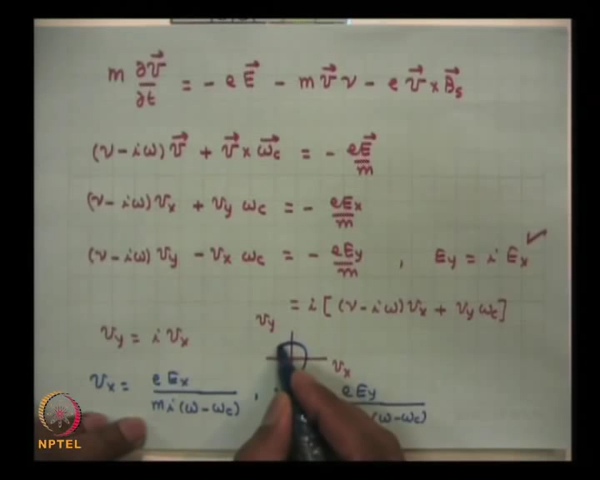 m ∂v⃗/∂t = − e E⃗ − m v⃗ ν − e v⃗ × B⃗s
(ν − iω) v⃗ + v⃗ × ω⃗c = − eE⃗/m
(ν − iω) vx + vy ωc = − eEx/m
(ν − iω) vy − vx ωc = − eEy/m , Ey = i Ex ✓
= i [ (ν − iω) vx + vy ωc ]
vy = i vx
vy
vx
vx = e Ex / m i (ω − ωc) , eEy / (ω − ωc)
NPTEL